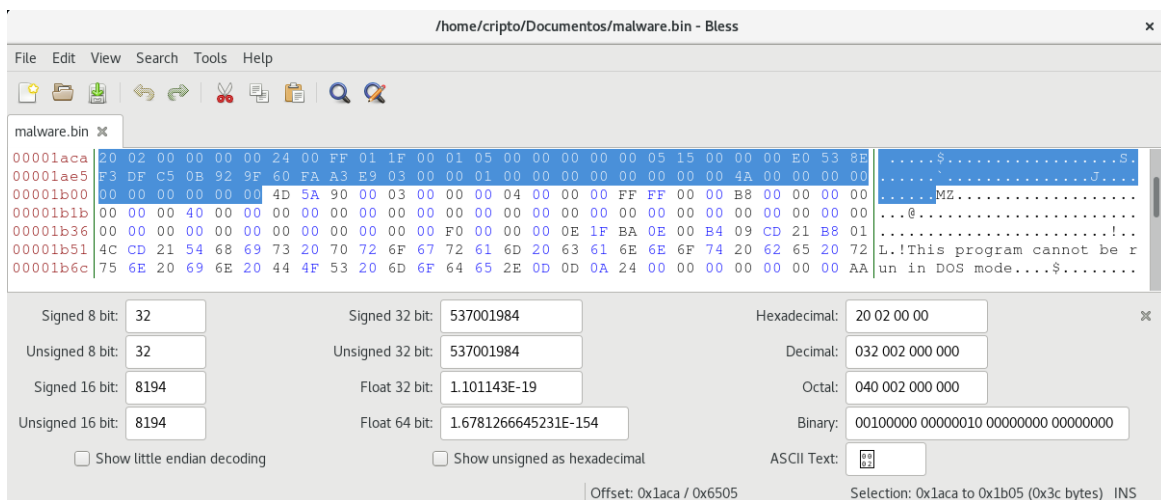 /home/cripto/Documentos/malware.bin - Bless
File Edit View Search Tools Help
malware.bin
00001aca 20 02 00 00 00 00 24 00 FF 01 1F 00 01 05 00 00 00 00 00 05 15 00 00 00 E0 53 8E .....$..................S.
00001ae5 F3 DF C5 0B 92 9F 60 FA A3 E9 03 00 00 01 00 00 00 00 00 00 00 00 4A 00 00 00 00 ......`...............J....
00001b00 00 00 00 00 00 00 4D 5A 90 00 03 00 00 00 04 00 00 00 FF FF 00 00 B8 00 00 00 00 ......MZ...................
00001b1b 00 00 00 40 00 00 00 00 00 00 00 00 00 00 00 00 00 00 00 00 00 00 00 00 00 00 00 ...@.......................
00001b36 00 00 00 00 00 00 00 00 00 00 00 00 F0 00 00 00 0E 1F BA 0E 00 B4 09 CD 21 B8 01 ........................!..
00001b51 4C CD 21 54 68 69 73 20 70 72 6F 67 72 61 6D 20 63 61 6E 6E 6F 74 20 62 65 20 72 L.!This program cannot be r
00001b6c 75 6E 20 69 6E 20 44 4F 53 20 6D 6F 64 65 2E 0D 0D 0A 24 00 00 00 00 00 00 00 AA un in DOS mode....$........
Signed 8 bit: 32 Signed 32 bit: 537001984 Hexadecimal: 20 02 00 00
Unsigned 8 bit: 32 Unsigned 32 bit: 537001984 Decimal: 032 002 000 000
Signed 16 bit: 8194 Float 32 bit: 1.101143E-19 Octal: 040 002 000 000
Unsigned 16 bit: 8194 Float 64 bit: 1.6781266645231E-154 Binary: 00100000 00000010 00000000 00000000
Show little endian decoding Show unsigned as hexadecimal ASCII Text:
Offset: 0x1aca / 0x6505 Selection: 0x1aca to 0x1b05 (0x3c bytes) INS